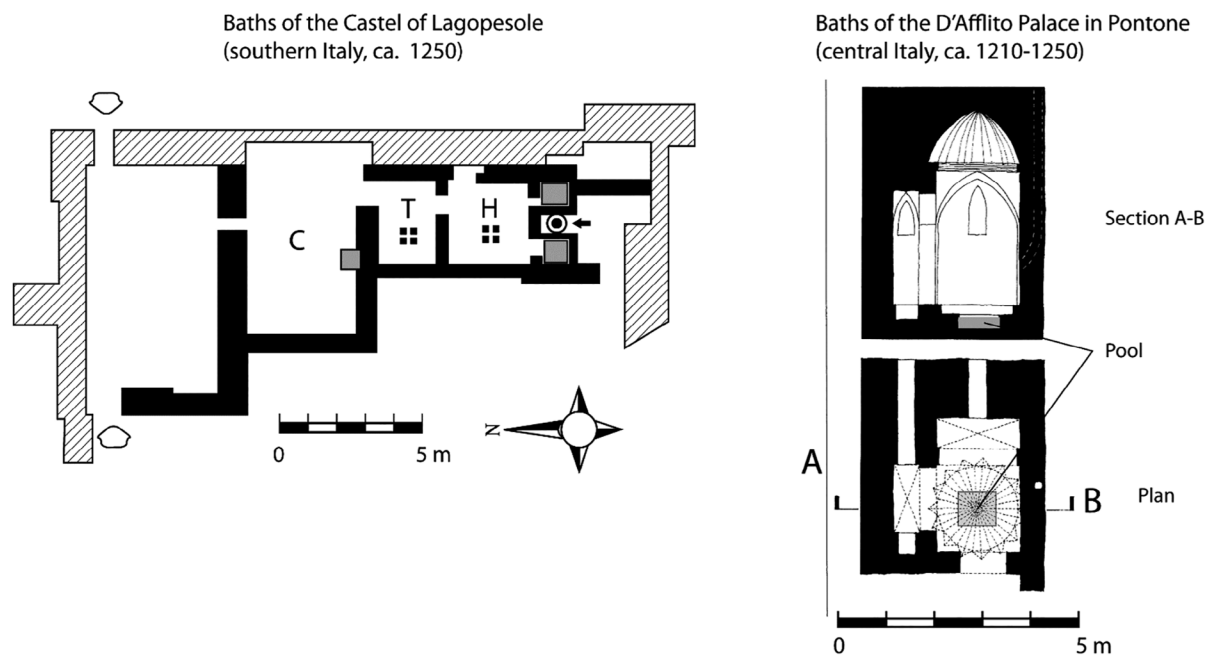 Baths of the Castel of Lagopesole
(southern Italy, ca. 1250)
C
T
H
0
5 m
N
Baths of the D'Afflito Palace in Pontone
(central Italy, ca. 1210-1250)
Section A-B
Pool
A
B
Plan
0
5 m